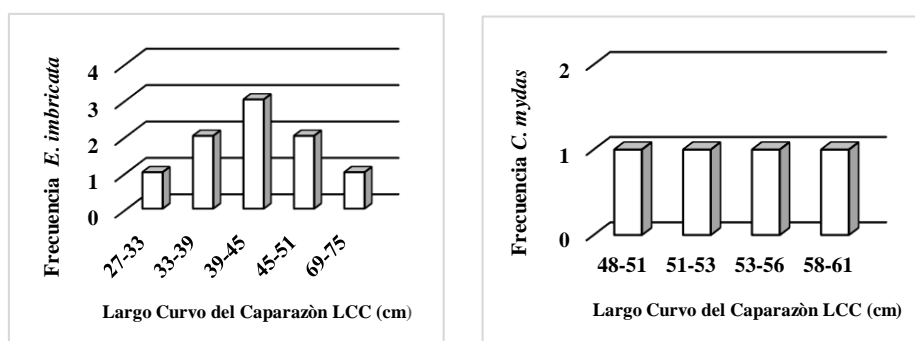 Frecuencia E. imbricata
4
3
2
1
0
27-33 33-39 39-45 45-51 69-75
Largo Curvo del Caparazòn LCC (cm)
Frecuencia C. mydas
2
1
0
48-51 51-53 53-56 58-61
Largo Curvo del Caparazòn LCC (cm)